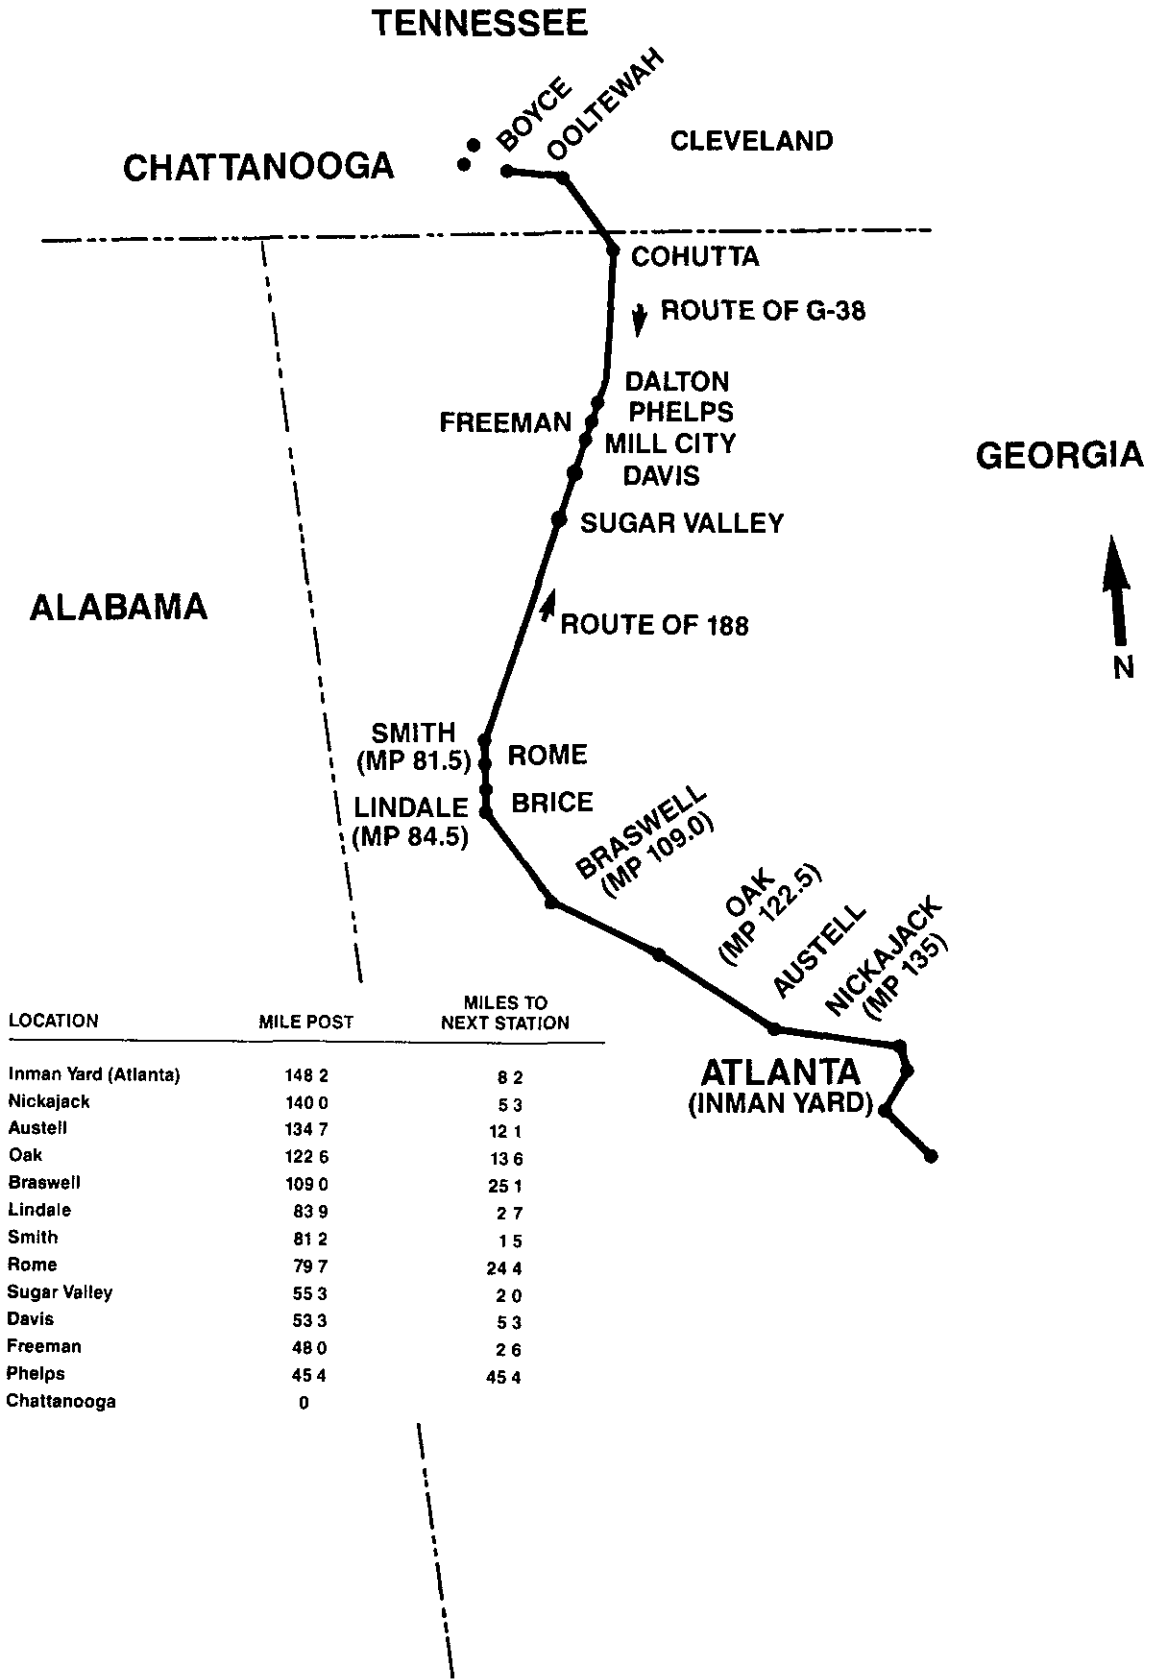 TENNESSEE
BOYCE
OOLTEWAH
CLEVELAND
CHATTANOOGA
COHUTTA
ROUTE OF G-38
DALTON
PHELPS
FREEMAN
MILL CITY
DAVIS
GEORGIA
SUGAR VALLEY
ALABAMA
ROUTE OF 188
N
SMITH
(MP 81.5)
ROME
LINDALE
(MP 84.5)
BRICE
BRASWELL
(MP 109.0)
OAK
(MP 122.5)
AUSTELL
NICKAJACK
(MP 135)
ATLANTA
(INMAN YARD)
LOCATION MILE POST MILES TO
NEXT STATION
Inman Yard (Atlanta) 148 2 8 2
Nickajack 140 0 5 3
Austell 134 7 12 1
Oak 122 6 13 6
Braswell 109 0 25 1
Lindale 83 9 2 7
Smith 81 2 1 5
Rome 79 7 24 4
Sugar Valley 55 3 2 0
Davis 53 3 5 3
Freeman 48 0 2 6
Phelps 45 4 45 4
Chattanooga 0